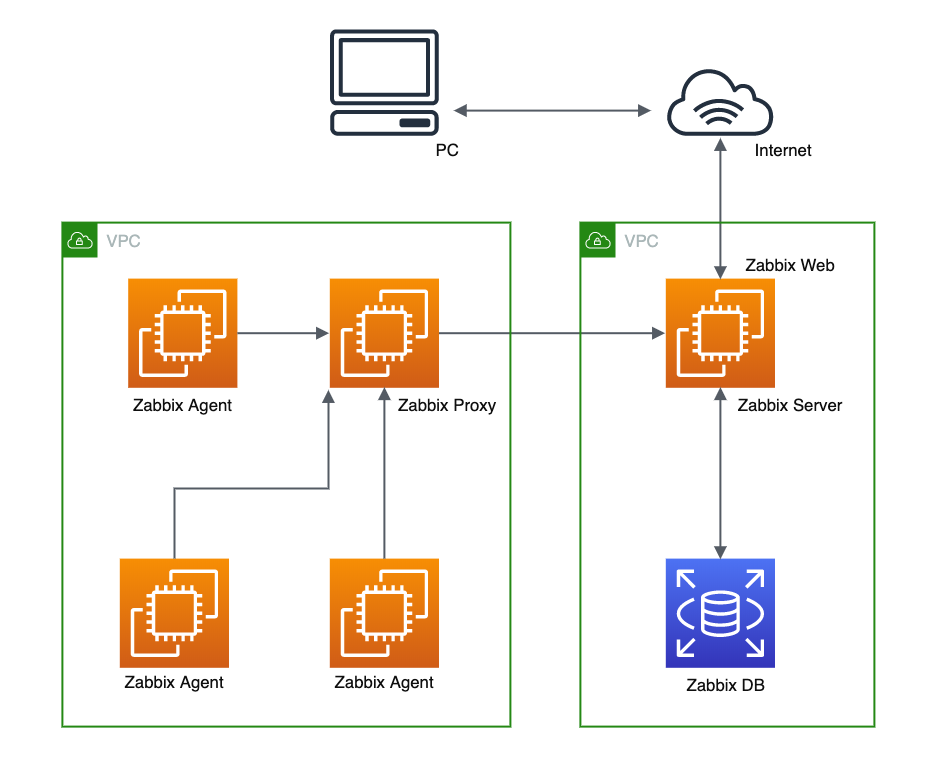 PC
Internet
VPC
VPC
Zabbix Web
Zabbix Agent
Zabbix Proxy
Zabbix Server
Zabbix Agent
Zabbix Agent
Zabbix DB